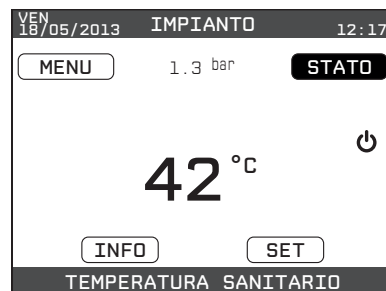 VEN
18/05/2013 IMPIANTO 12:17
MENU 1.3 bar STATO
42 °C
INFO SET
TEMPERATURA SANITARIO